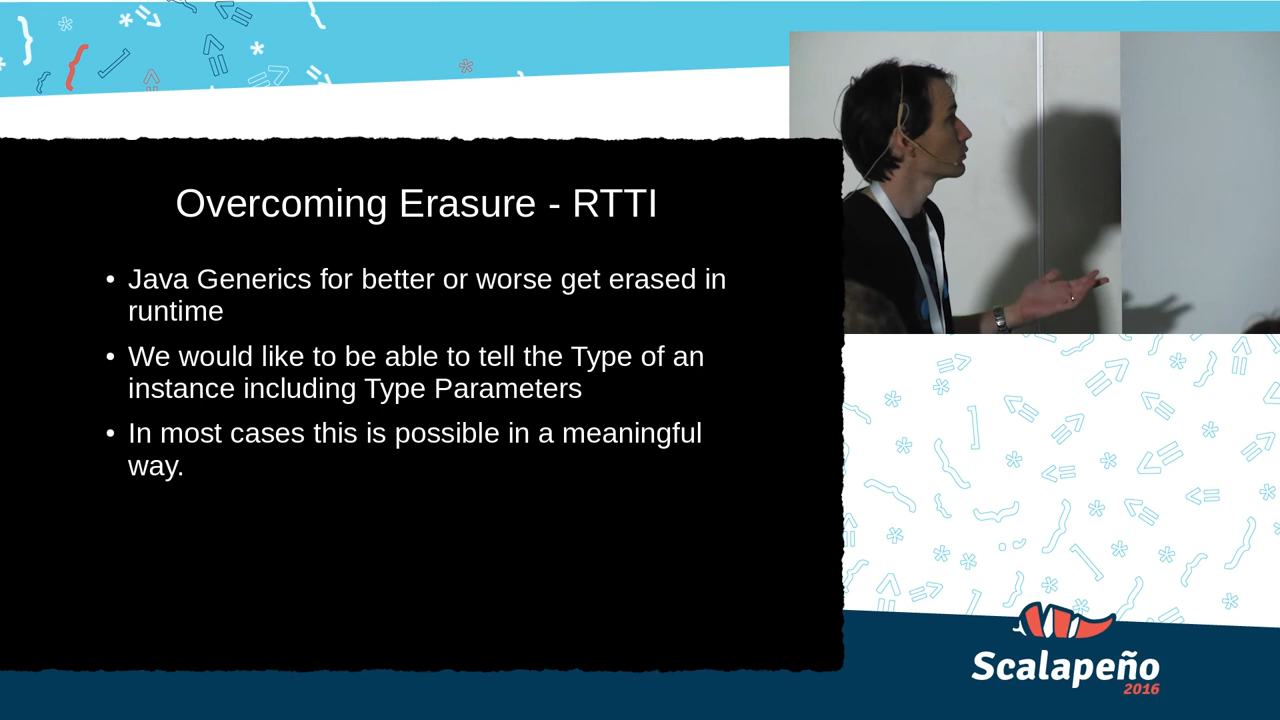 Overcoming Erasure - RTTI
• Java Generics for better or worse get erased in
runtime
• We would like to be able to tell the Type of an
instance including Type Parameters
• In most cases this is possible in a meaningful
way.
Scalapeño
2016